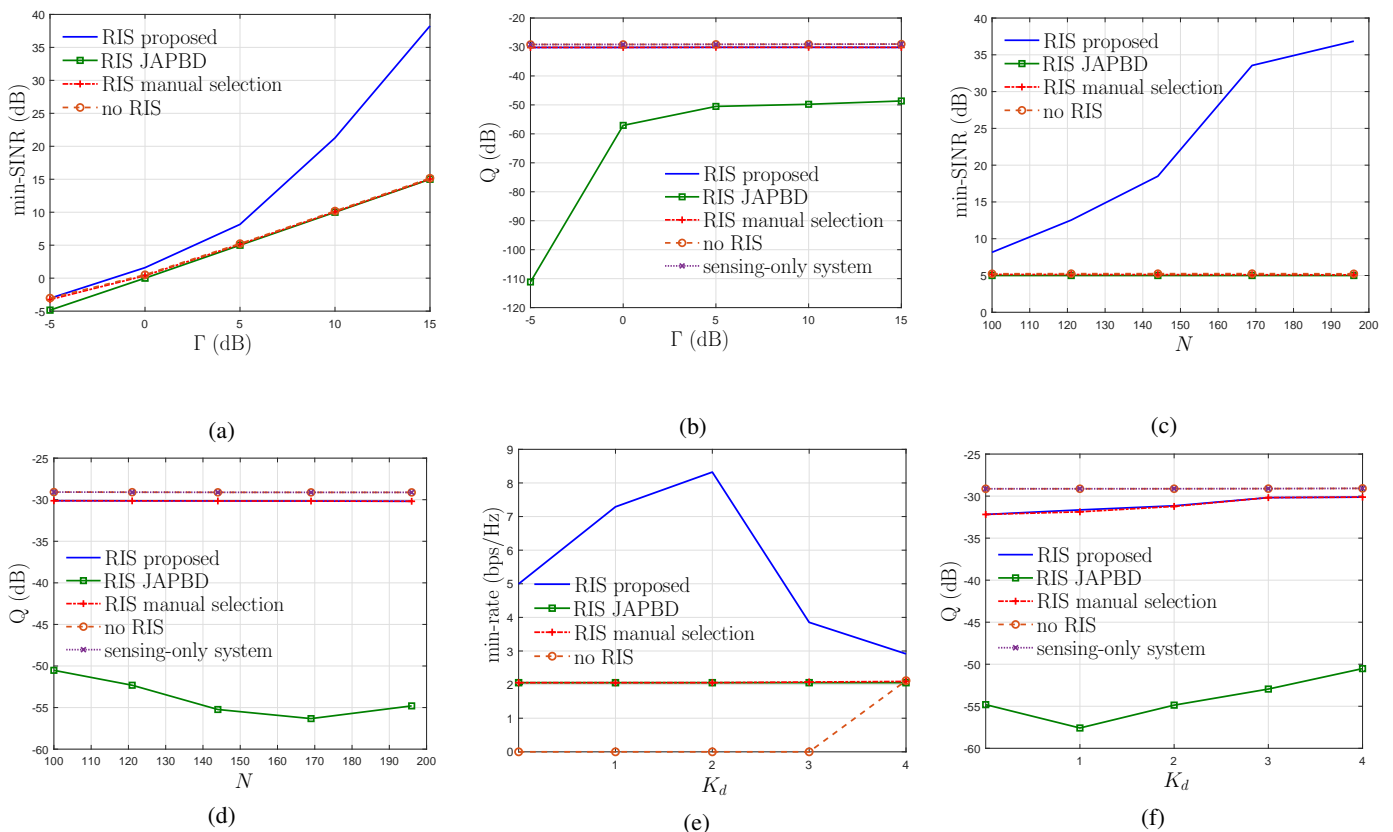 40
35
30
25
20
15
10
5
0
-5
-5 0 5 10 15
min-SINR (dB)
Γ (dB)
RIS proposed
RIS JAPBD
RIS manual selection
no RIS
(a)
-20
-30
-40
-50
-60
-70
-80
-90
-100
-110
-120
-5 0 5 10 15
Q (dB)
Γ (dB)
RIS proposed
RIS JAPBD
RIS manual selection
no RIS
sensing-only system
(b)
40
35
30
25
20
15
10
5
0
100 110 120 130 140 150 160 170 180 190 200
min-SINR (dB)
N
RIS proposed
RIS JAPBD
RIS manual selection
no RIS
(c)
-25
-30
-35
-40
-45
-50
-55
-60
100 110 120 130 140 150 160 170 180 190 200
Q (dB)
N
RIS proposed
RIS JAPBD
RIS manual selection
no RIS
sensing-only system
(d)
9
8
7
6
5
4
3
2
1
0
1 2 3 4
min-rate (bps/Hz)
K_d
RIS proposed
RIS JAPBD
RIS manual selection
no RIS
(e)
-25
-30
-35
-40
-45
-50
-55
-60
1 2 3 4
Q (dB)
K_d
RIS proposed
RIS JAPBD
RIS manual selection
no RIS
sensing-only system
(f)